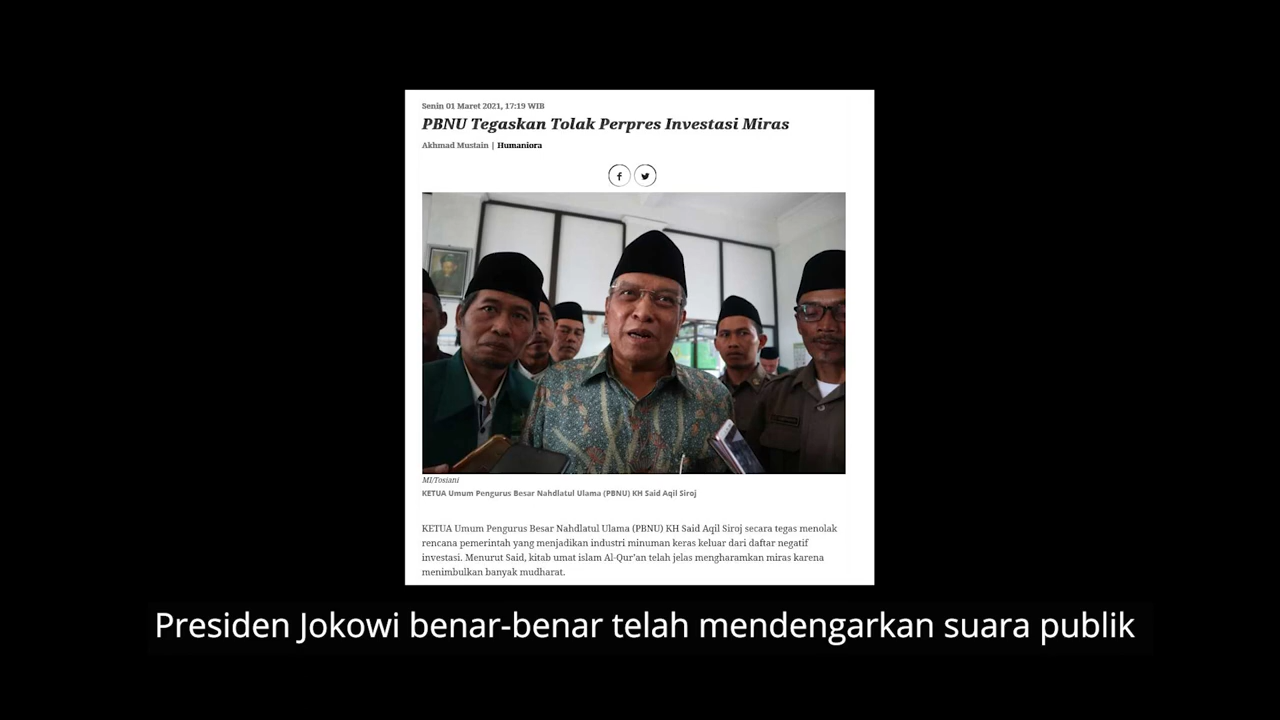 Senin 01 Maret 2021, 17:19 WIB
PBNU Tegaskan Tolak Perpres Investasi Miras
Akhmad Mustain | Humaniora
MI/Tosiani
KETUA Umum Pengurus Besar Nahdlatul Ulama (PBNU) KH Said Aqil Siroj
KETUA Umum Pengurus Besar Nahdlatul Ulama (PBNU) KH Said Aqil Siroj secara tegas menolak
rencana pemerintah yang menjadikan industri minuman keras keluar dari daftar negatif
investasi. Menurut Said, kitab umat islam Al-Qur'an telah jelas mengharamkan miras karena
menimbulkan banyak mudharat.
Presiden Jokowi benar-benar telah mendengarkan suara publik